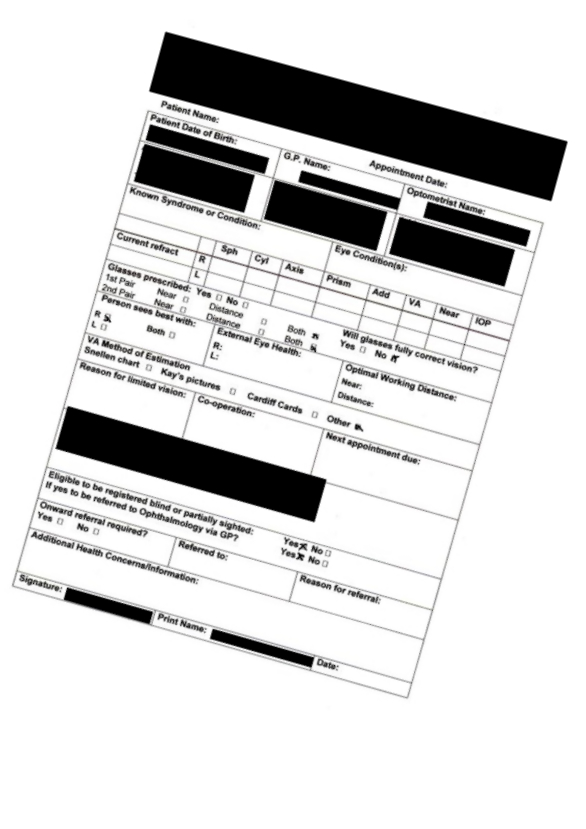 Patient Name:
Appointment Date:
Patient Date of Birth:
G.P. Name:
Optometrist Name:
Known Syndrome or Condition:
Eye Condition(s):
Current refract
Sph Cyl Axis Prism Add VA Near IOP
R
L
Glasses prescribed: Yes ☐ No ☐
1st Pair Near ☐ Distance ☐ Both ☒
2nd Pair Near ☐ Distance ☐ Both ☒
Will glasses fully correct vision?
Yes ☐ No ☒
Person sees best with:
R ☒
L ☐ Both ☐
External Eye Health:
R:
L:
Optimal Working Distance:
Near:
Distance:
VA Method of Estimation
Snellen chart ☐ Kay's pictures ☐ Cardiff Cards ☐ Other ☒
Reason for limited vision:
Co-operation:
Next appointment due:
Eligible to be registered blind or partially sighted: Yes ☒ No ☐
If yes to be referred to Ophthalmology via GP? Yes ☒ No ☐
Onward referral required?
Yes ☐ No ☐
Referred to:
Reason for referral:
Additional Health Concerns/Information:
Signature:
Print Name:
Date: